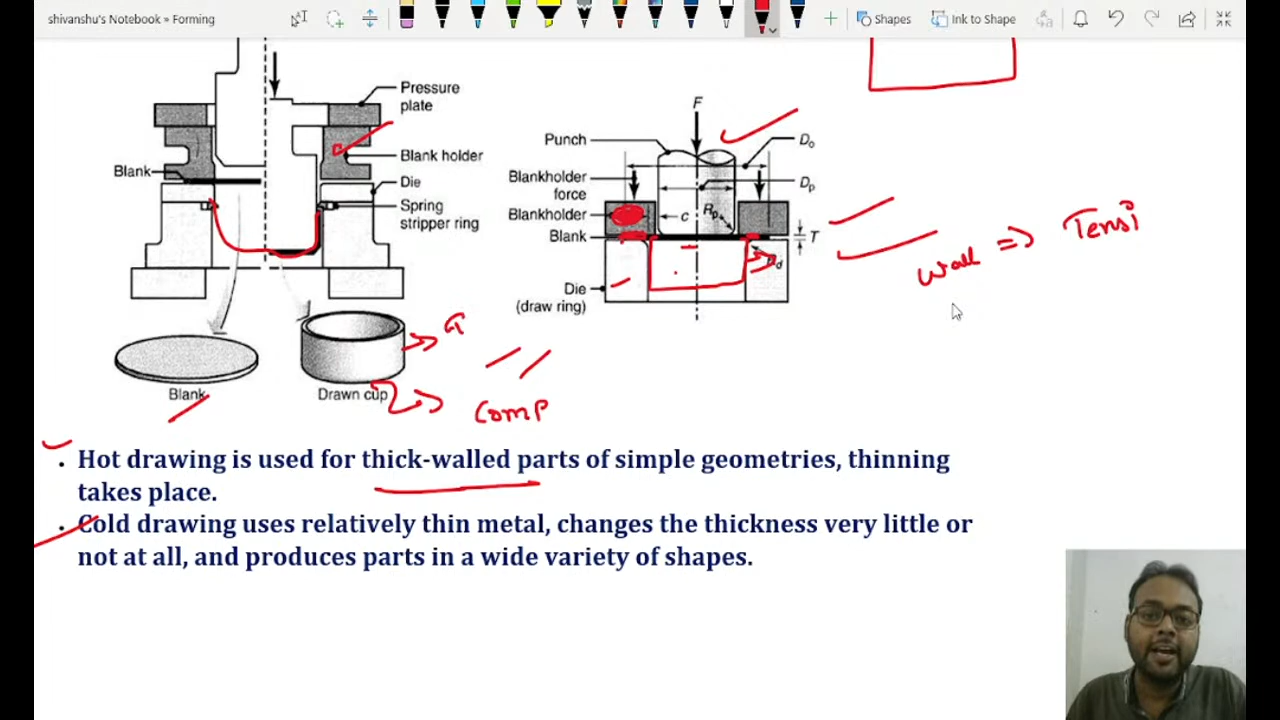 shivanshu's Notebook » Forming
Shapes
Ink to Shape
Pressure
plate
Blank holder
Blank
Die
Spring
stripper ring
Blank
Drawn cup
F
Punch
Do
Blankholder
force
Dp
Blankholder
c
Rp
Blank
T
Die
(draw ring)
Wall => Tensi
T
Comp
• Hot drawing is used for thick-walled parts of simple geometries, thinning
takes place.
• Cold drawing uses relatively thin metal, changes the thickness very little or
not at all, and produces parts in a wide variety of shapes.